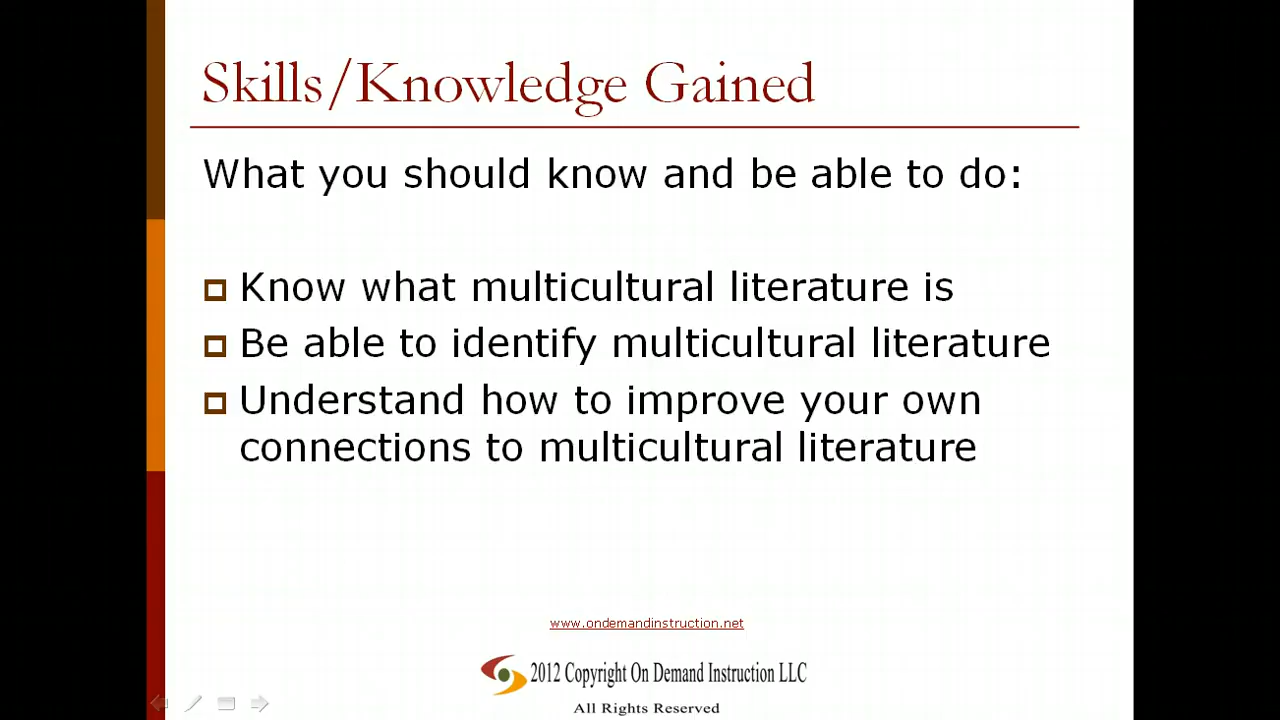 Skills/Knowledge Gained
What you should know and be able to do:
Know what multicultural literature is
Be able to identify multicultural literature
Understand how to improve your own
connections to multicultural literature
www.ondemandinstruction.net
2012 Copyright On Demand Instruction LLC
All Rights Reserved